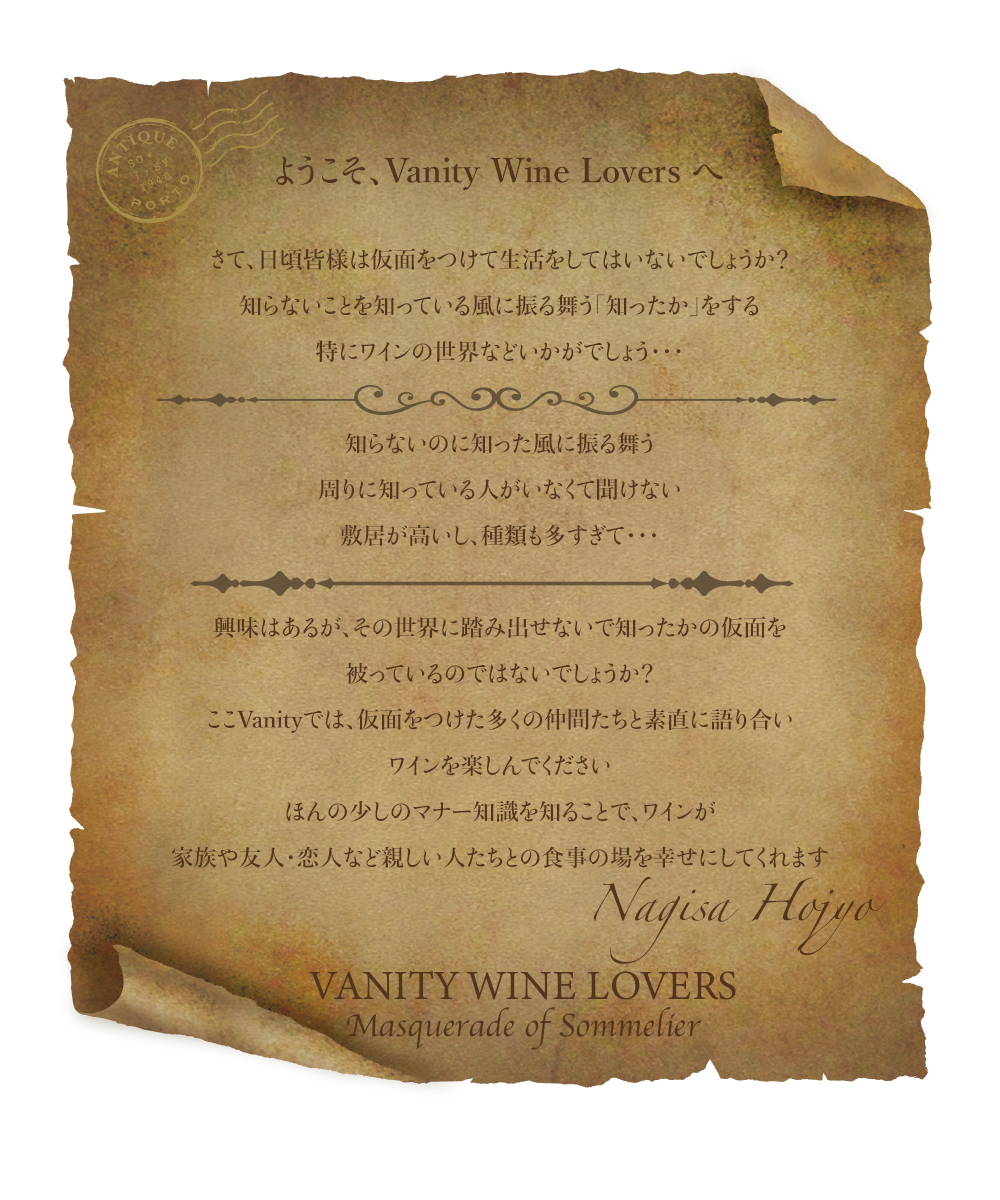 ANTIQUE
PORTO
ようこそ、Vanity Wine Lovers へ
さて、日頃皆様は仮面をつけて生活をしてはいないでしょうか？
知らないことを知っている風に振る舞う「知ったか」をする
特にワインの世界などいかがでしょう・・・
知らないのに知った風に振る舞う
周りに知っている人がいなくて聞けない
敷居が高いし、種類も多すぎて・・・
興味はあるが、その世界に踏み出せないで知ったかの仮面を
被っているのではないでしょうか？
ここVanityでは、仮面をつけた多くの仲間たちと素直に語り合い
ワインを楽しんでください
ほんの少しのマナー知識を知ることで、ワインが
家族や友人・恋人など親しい人たちとの食事の場を幸せにしてくれます
Nagisa Hojyo
VANITY WINE LOVERS
Masquerade of Sommelier